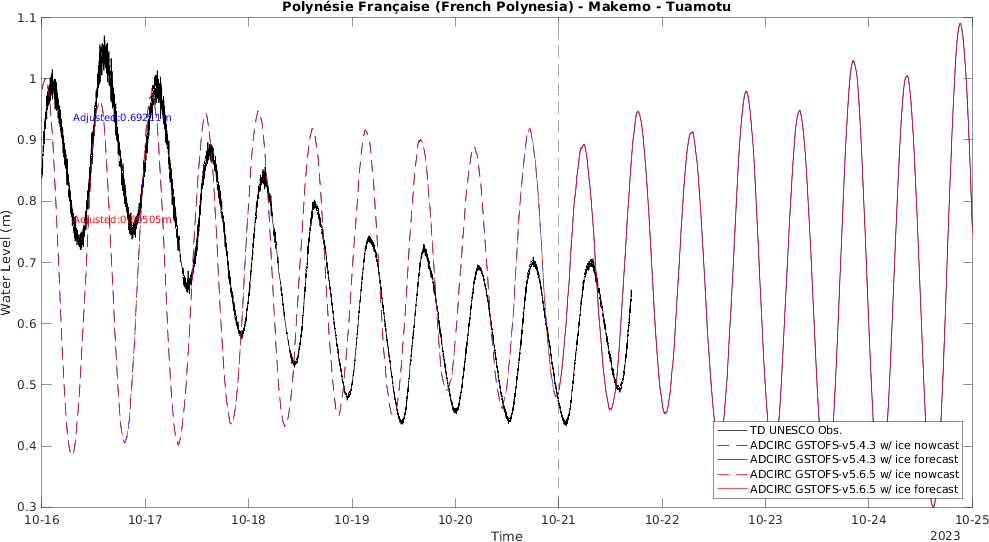 Polynésie Française (French Polynesia) - Makemo - Tuamotu
1.1
1
0.9
0.8
0.7
0.6
0.5
0.4
0.3
Water Level (m)
TD UNESCO Obs.
ADCIRC GSTOFS-v5.4.3 w/ ice nowcast
ADCIRC GSTOFS-v5.4.3 w/ ice forecast
ADCIRC GSTOFS-v5.6.5 w/ ice nowcast
ADCIRC GSTOFS-v5.6.5 w/ ice forecast
10-16 10-17 10-18 10-19 10-20 10-21 10-22 10-23 10-24 10-25
Time
2023